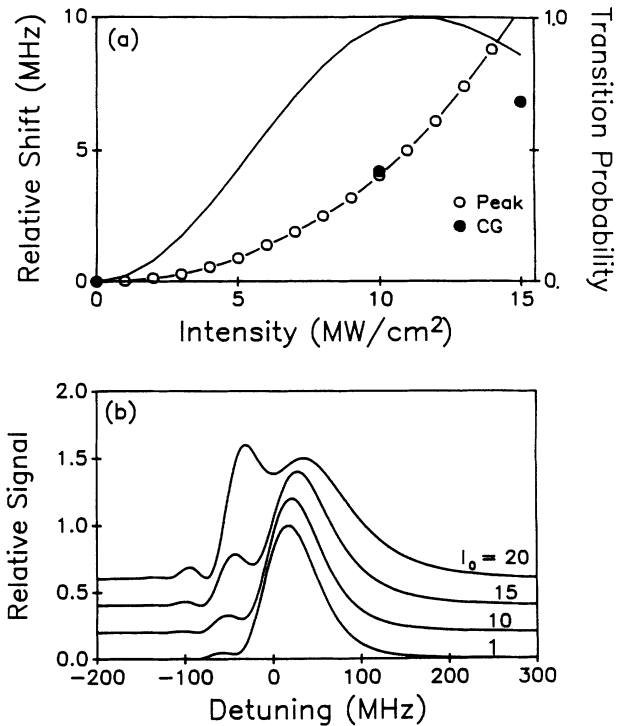 (a)
10
5
0
Relative Shift (MHz)
1.0
0.
Transition Probability
Peak
CG
0 5 10 15
Intensity (MW/cm²)
(b)
2.0
1.5
1.0
0.5
0.0
Relative Signal
I₀ = 20
15
10
1
-200 -100 0 100 200 300
Detuning (MHz)